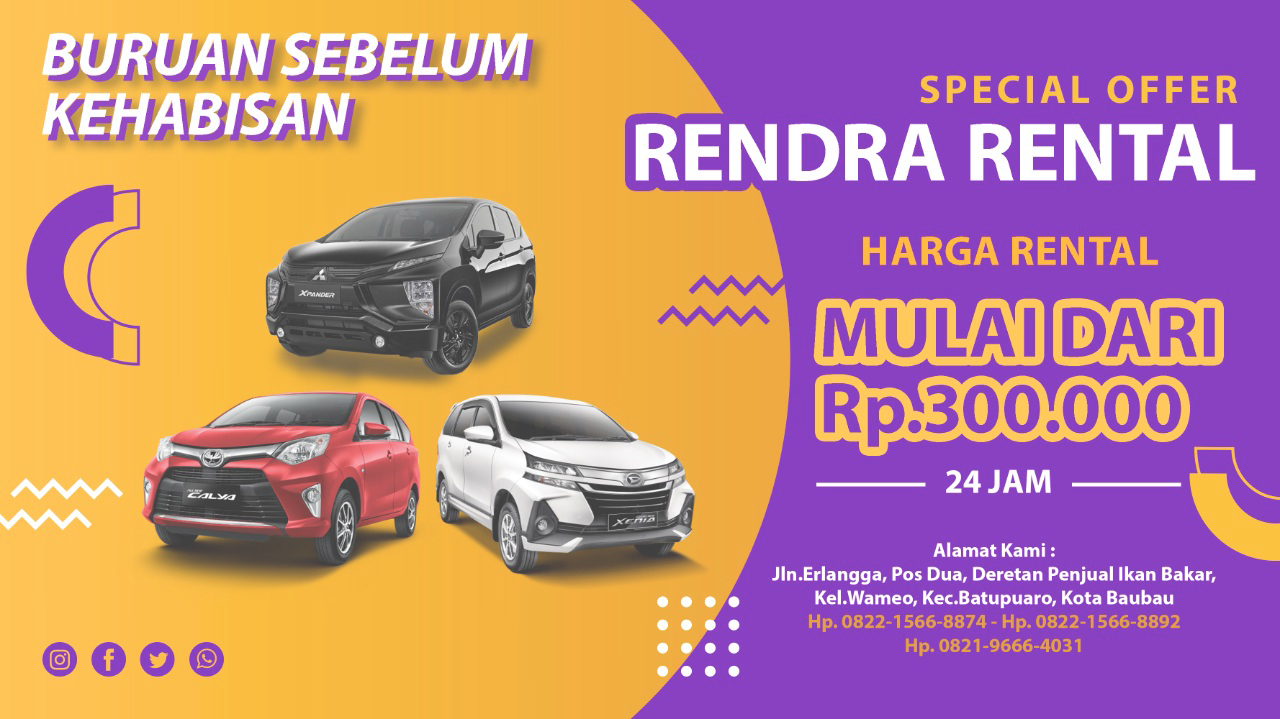 BURUAN SEBELUM
KEHABISAN
SPECIAL OFFER
RENDRA RENTAL
HARGA RENTAL
MULAI DARI
Rp.300.000
24 JAM
XPANDER
CALYA
XENIA
Alamat Kami :
Jln.Erlangga, Pos Dua, Deretan Penjual Ikan Bakar,
Kel.Wameo, Kec.Batupuaro, Kota Baubau
Hp. 0822-1566-8874 - Hp. 0822-1566-8892
Hp. 0821-9666-4031